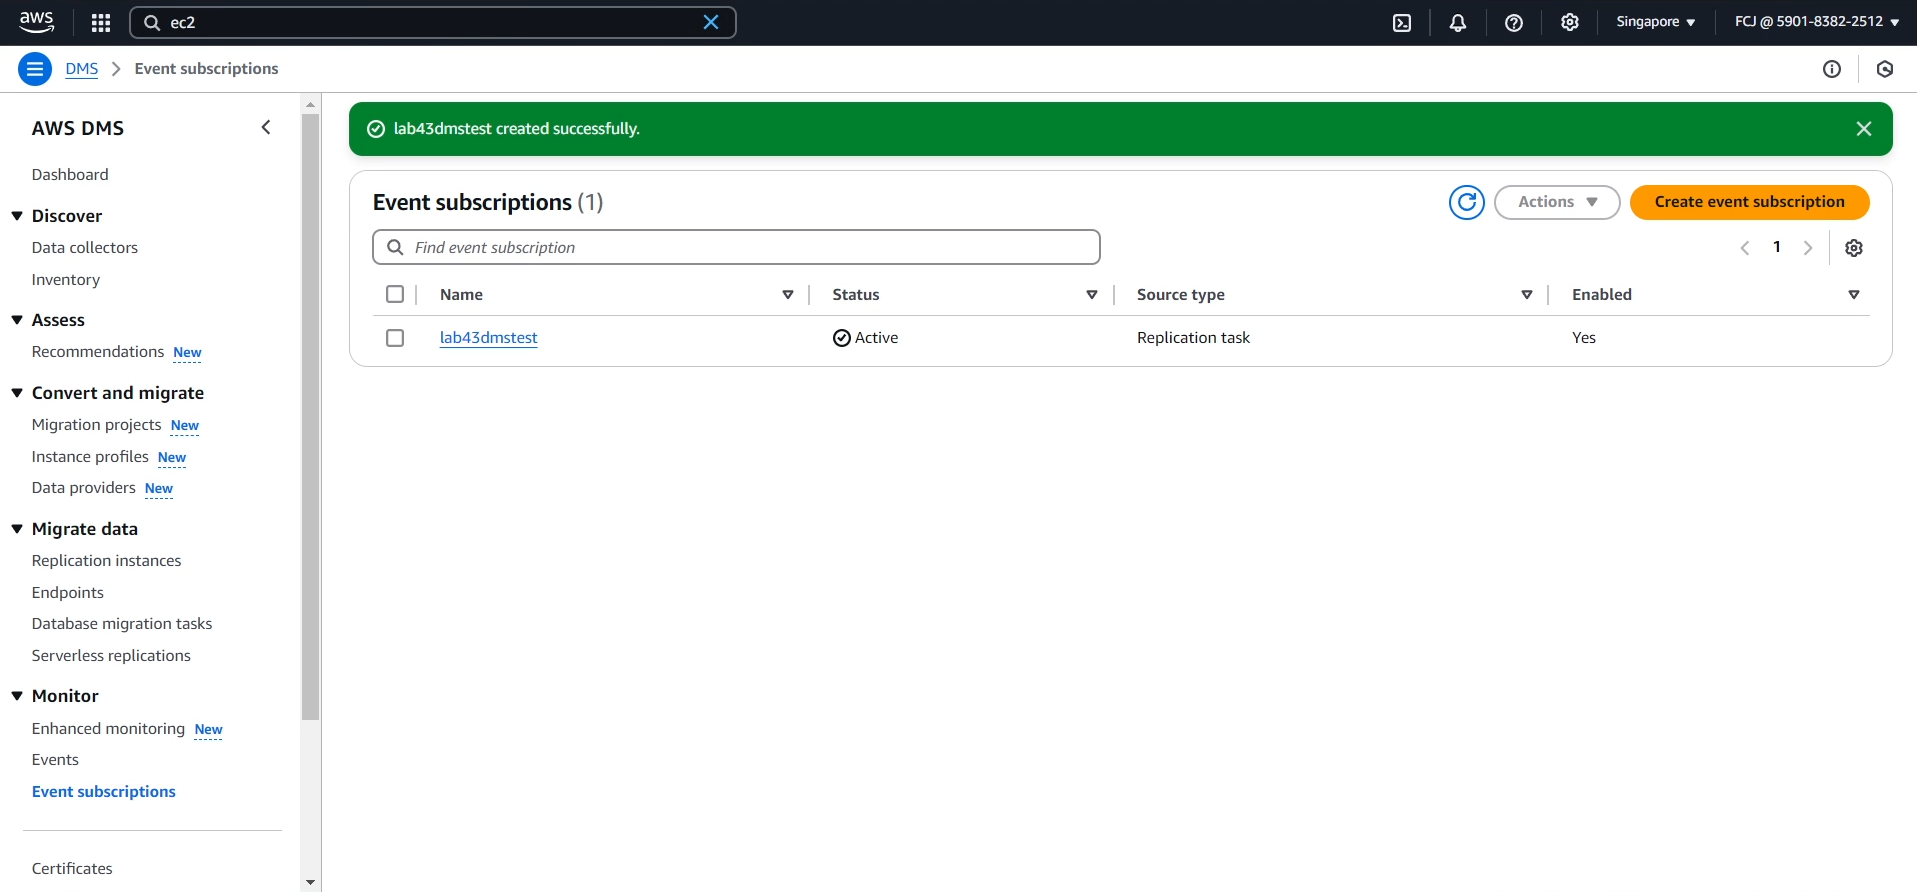 aws
ec2
Singapore
FCJ @ 5901-8382-2512
DMS
Event subscriptions
AWS DMS
Dashboard
Discover
Data collectors
Inventory
Assess
Recommendations New
Convert and migrate
Migration projects New
Instance profiles New
Data providers New
Migrate data
Replication instances
Endpoints
Database migration tasks
Serverless replications
Monitor
Enhanced monitoring New
Events
Event subscriptions
Certificates
lab43dmstest created successfully.
Event subscriptions (1)
Actions
Create event subscription
Find event subscription
1
Name Status Source type Enabled
lab43dmstest Active Replication task Yes